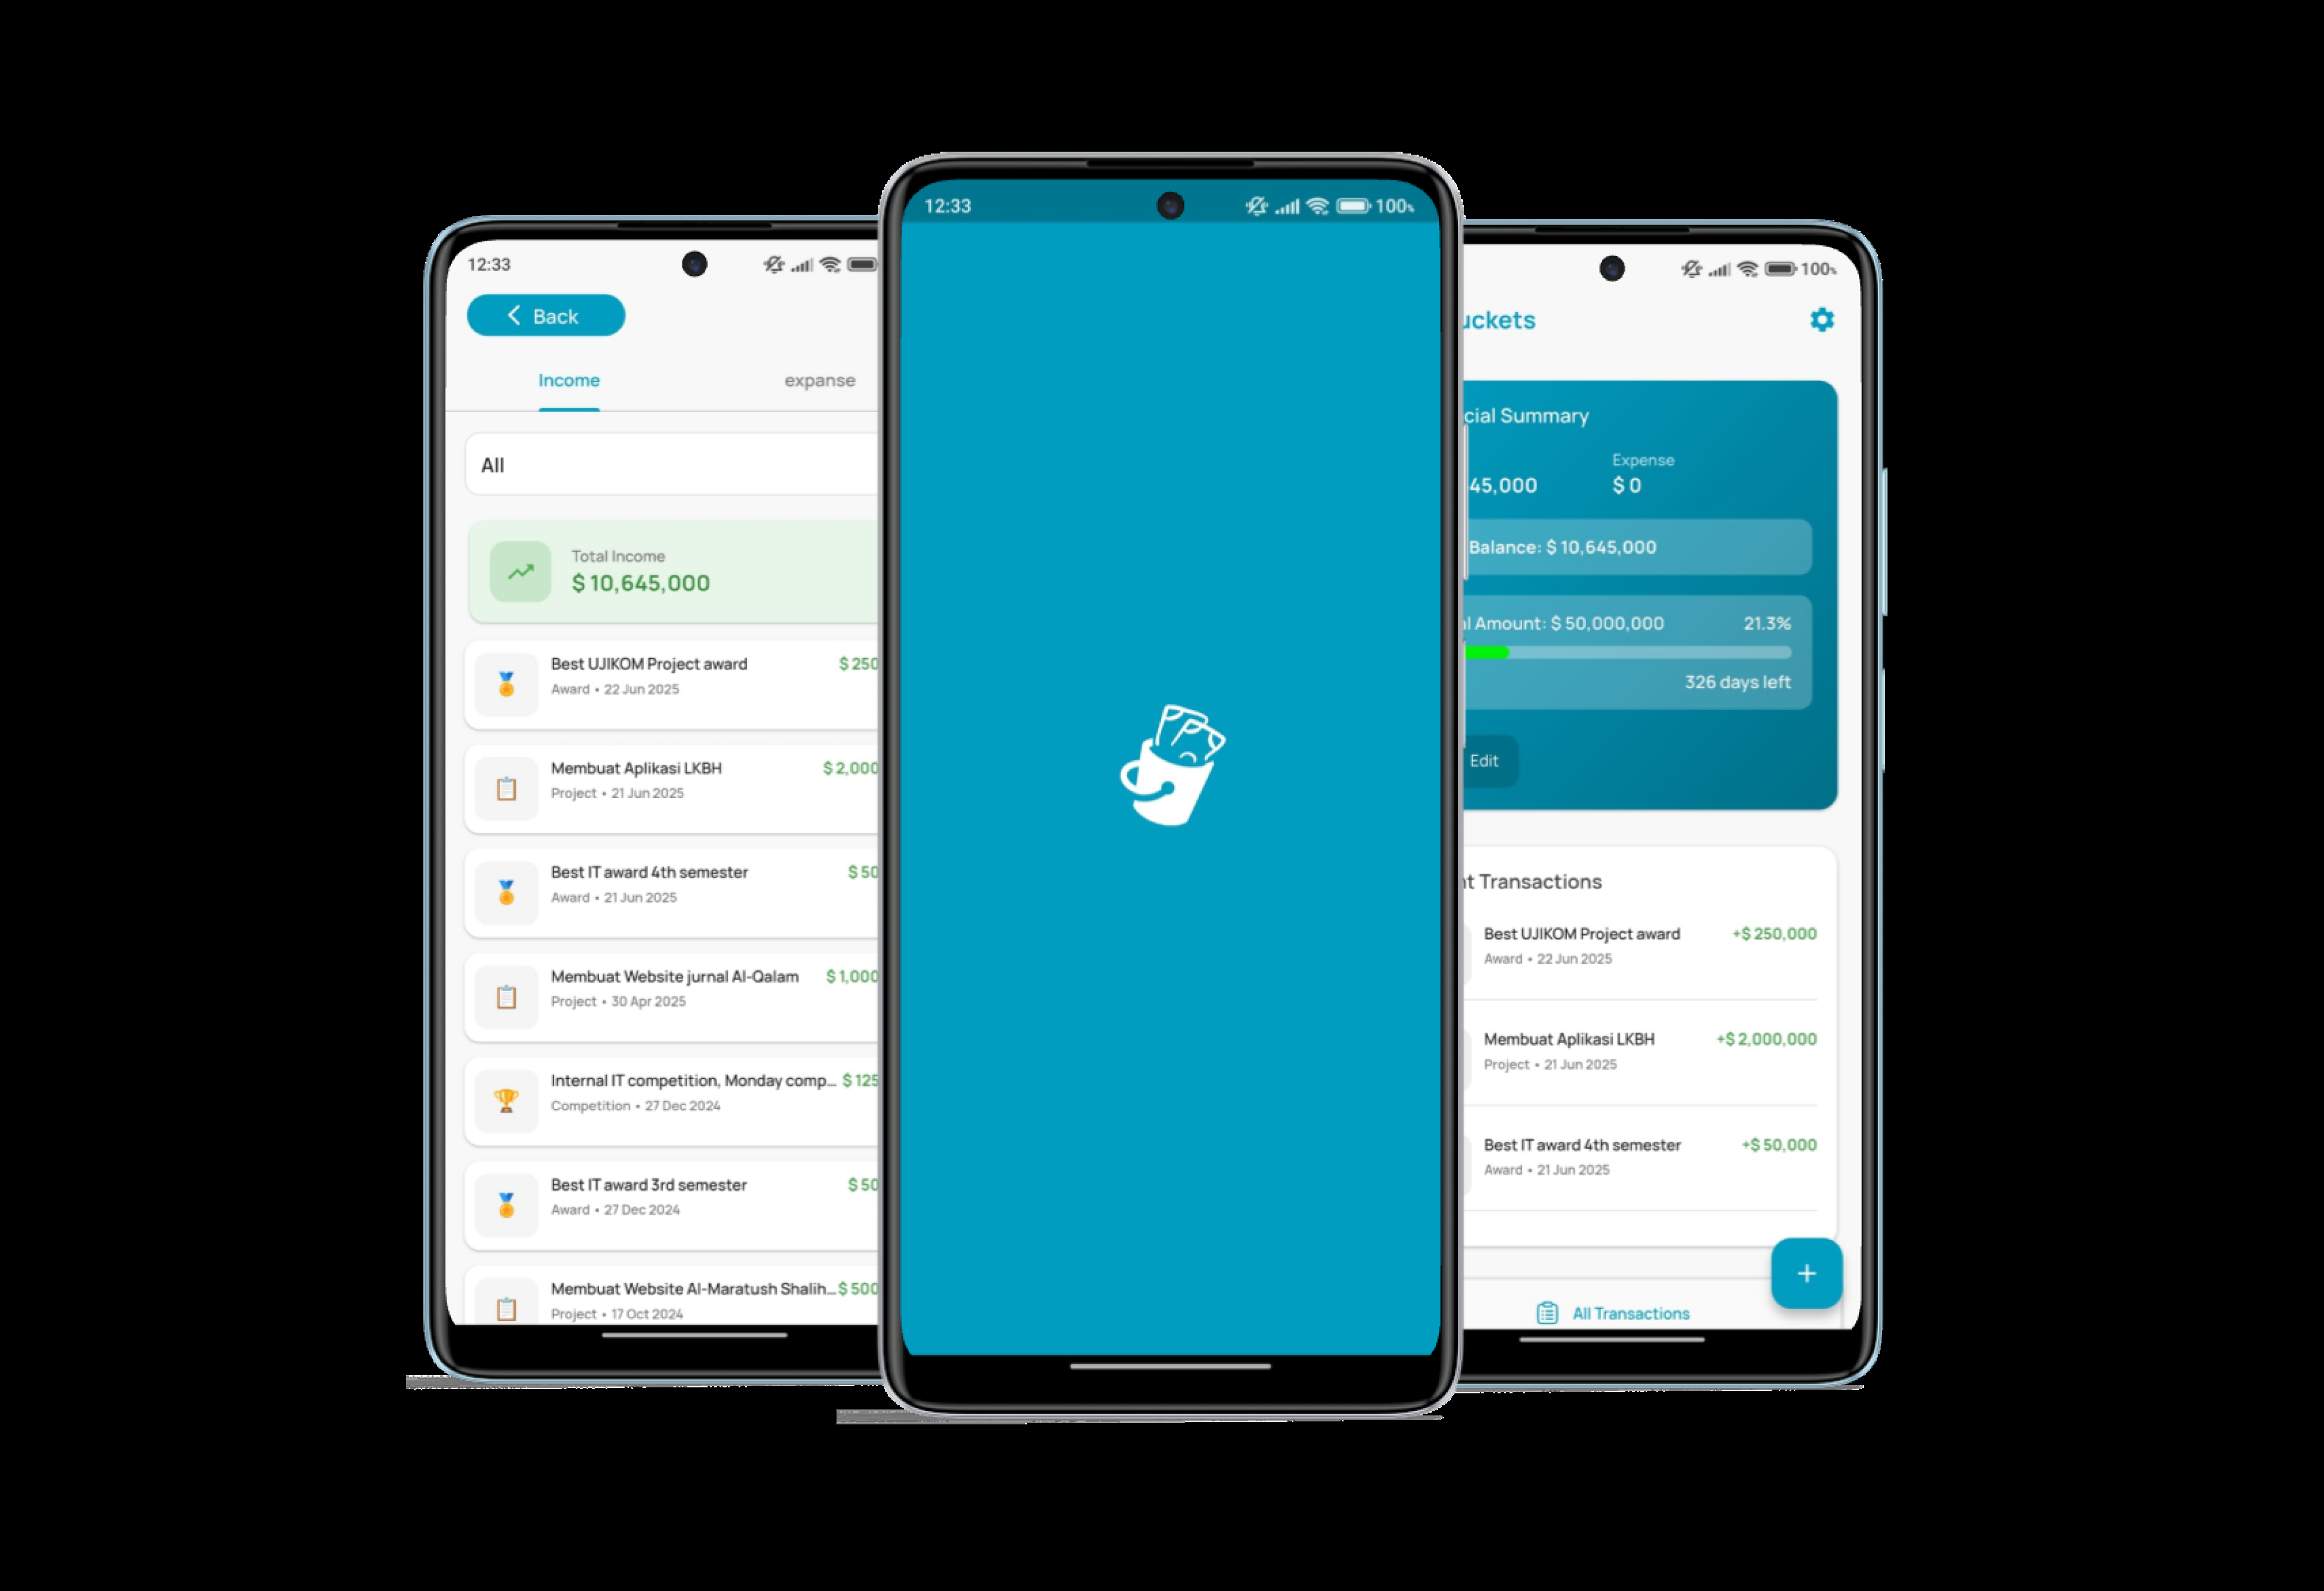 12:33
Back
Income expanse
All
Total Income
$ 10,645,000
Best UJIKOM Project award $ 250
Award • 22 Jun 2025
Membuat Aplikasi LKBH $ 2,000
Project • 21 Jun 2025
Best IT award 4th semester $ 50
Award • 21 Jun 2025
Membuat Website jurnal Al-Qalam $ 1,000
Project • 30 Apr 2025
Internal IT competition, Monday comp... $ 125
Competition • 27 Dec 2024
Best IT award 3rd semester $ 50
Award • 27 Dec 2024
Membuat Website Al-Maratush Shalih... $ 500
Project • 17 Oct 2024
12:33 100%
100%
uckets
cial Summary
Expense
45,000 $ 0
Balance: $ 10,645,000
l Amount: $ 50,000,000 21.3%
326 days left
Edit
t Transactions
Best UJIKOM Project award +$ 250,000
Award • 22 Jun 2025
Membuat Aplikasi LKBH +$ 2,000,000
Project • 21 Jun 2025
Best IT award 4th semester +$ 50,000
Award • 21 Jun 2025
+
All Transactions